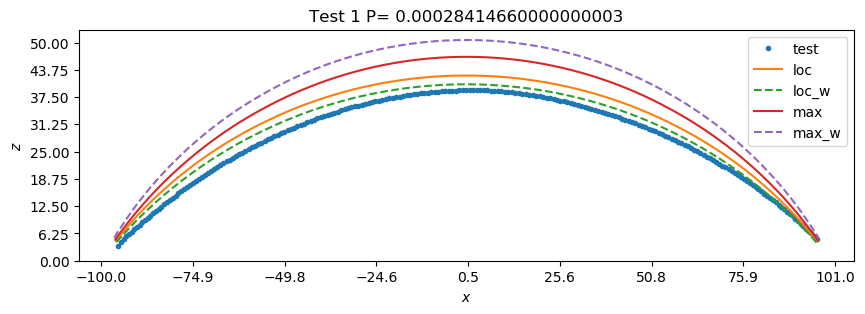 Test 1 P= 0.00028414660000000003
50.00
43.75
37.50
31.25
25.00
18.75
12.50
6.25
0.00
z
−100.0
−74.9
−49.8
−24.6
0.5
25.6
50.8
75.9
101.0
x
test
loc
loc_w
max
max_w